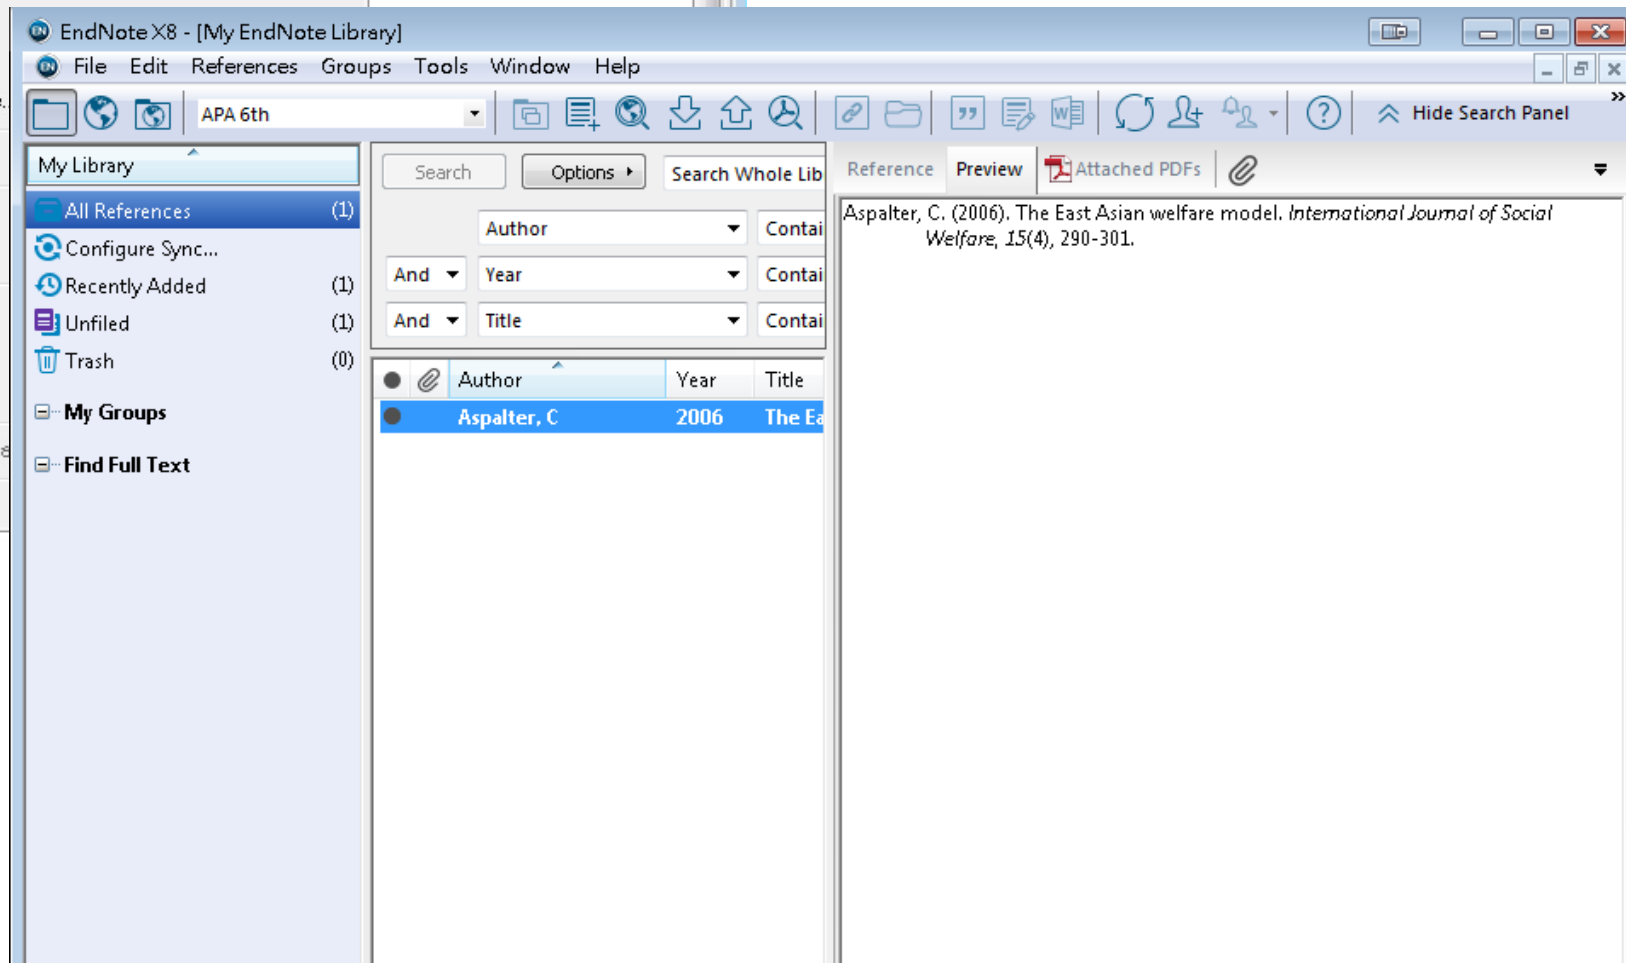 EndNote X8 - [My EndNote Library]
File Edit References Groups Tools Window Help
APA 6th
Hide Search Panel
My Library
All References (1)
Configure Sync...
Recently Added (1)
Unfiled (1)
Trash (0)
My Groups
Find Full Text
Search Options Search Whole Lib
Author Contai
And Year Contai
And Title Contai
Author Year Title
Aspalter, C 2006 The Ea
Reference Preview Attached PDFs
Aspalter, C. (2006). The East Asian welfare model. International Journal of Social
Welfare, 15(4), 290-301.